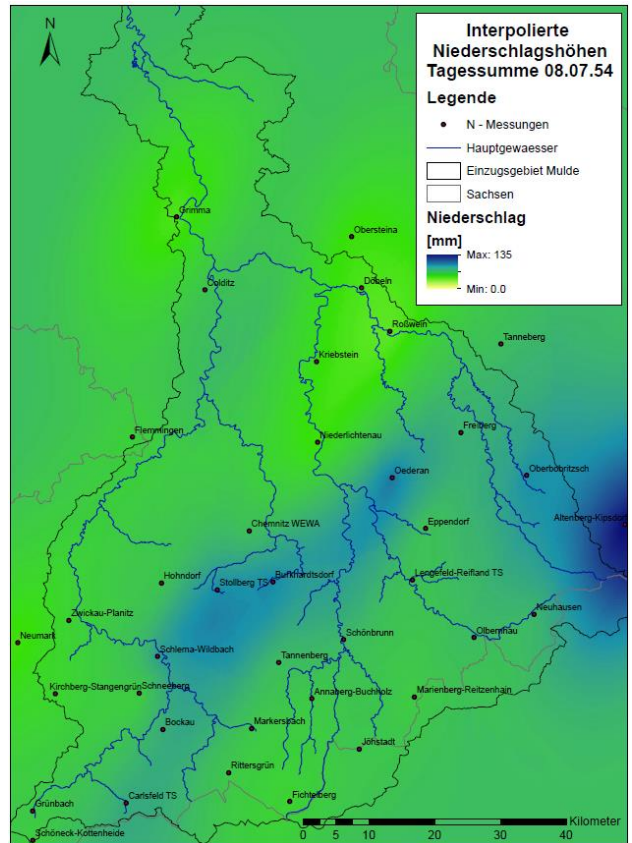 N
Interpolierte
Niederschlagshöhen
Tagessumme 08.07.54
Legende
N - Messungen
Hauptgewaesser
Einzugsgebiet Mulde
Sachsen
Niederschlag
[mm]
Max: 135
Min: 0.0
Grimma
Obersteina
Colditz
Döbeln
Roßwein
Tanneberg
Kriebstein
Flemmingen
Niederlichtenau
Freiberg
Oederan
Oberbobritzsch
Chemnitz WEWA
Eppendorf
Altenberg-Kipsdorf
Hohndorf
Stollberg TS
Burkhardtsdorf
Lengefeld-Reifland TS
Zwickau-Planitz
Neuhausen
Neumark
Schönbrunn
Olbernhau
Schlema-Wildbach
Tannenberg
Kirchberg-Stangengrün
Schneeberg
Annaberg-Buchholz
Marienberg-Reitzenhain
Bockau
Markersbach
Jöhstadt
Rittersgrün
Grünbach
Carlsfeld TS
Fichtelberg
Schöneck-Kottenheide
Kilometer
0 5 10 20 30 40